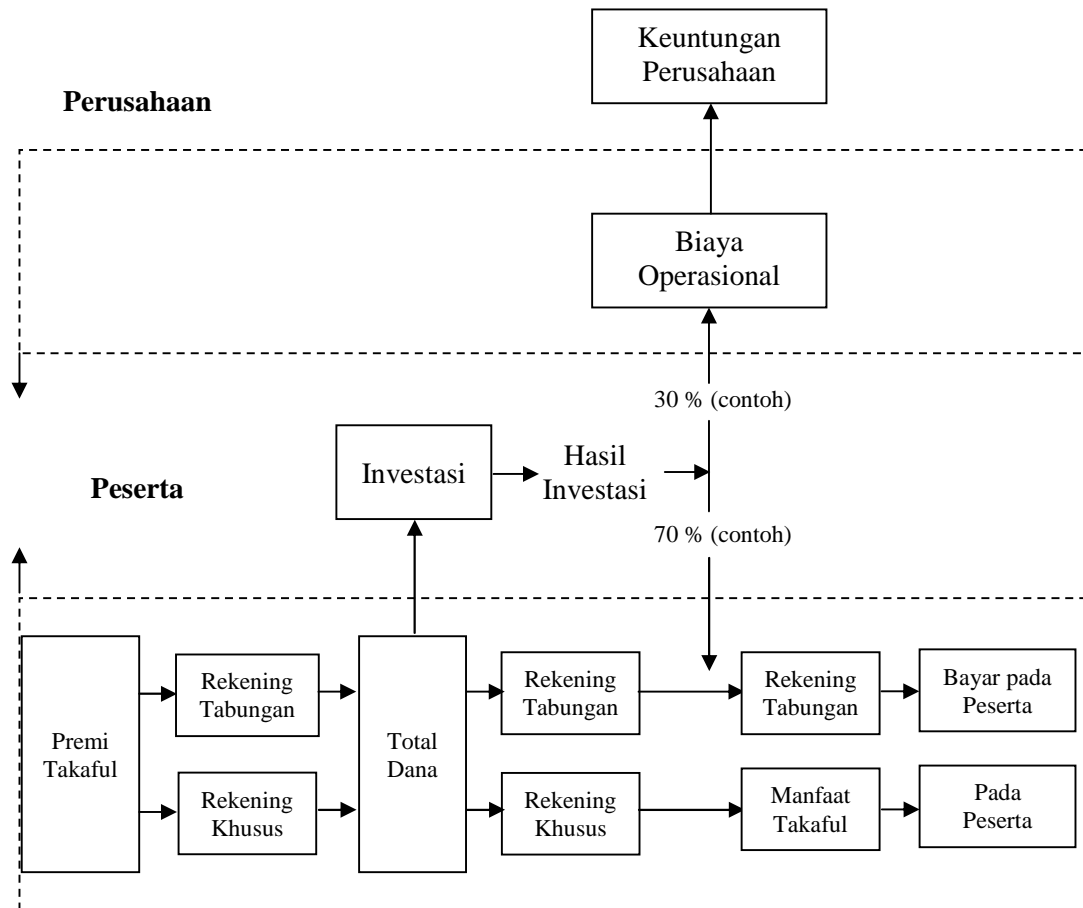 Keuntungan
Perusahaan
Perusahaan
Biaya
Operasional
30 % (contoh)
Investasi
Hasil
Investasi
Peserta
70 % (contoh)
Premi
Takaful
Rekening
Tabungan
Rekening
Khusus
Total
Dana
Rekening
Tabungan
Rekening
Khusus
Rekening
Tabungan
Manfaat
Takaful
Bayar pada
Peserta
Pada
Peserta